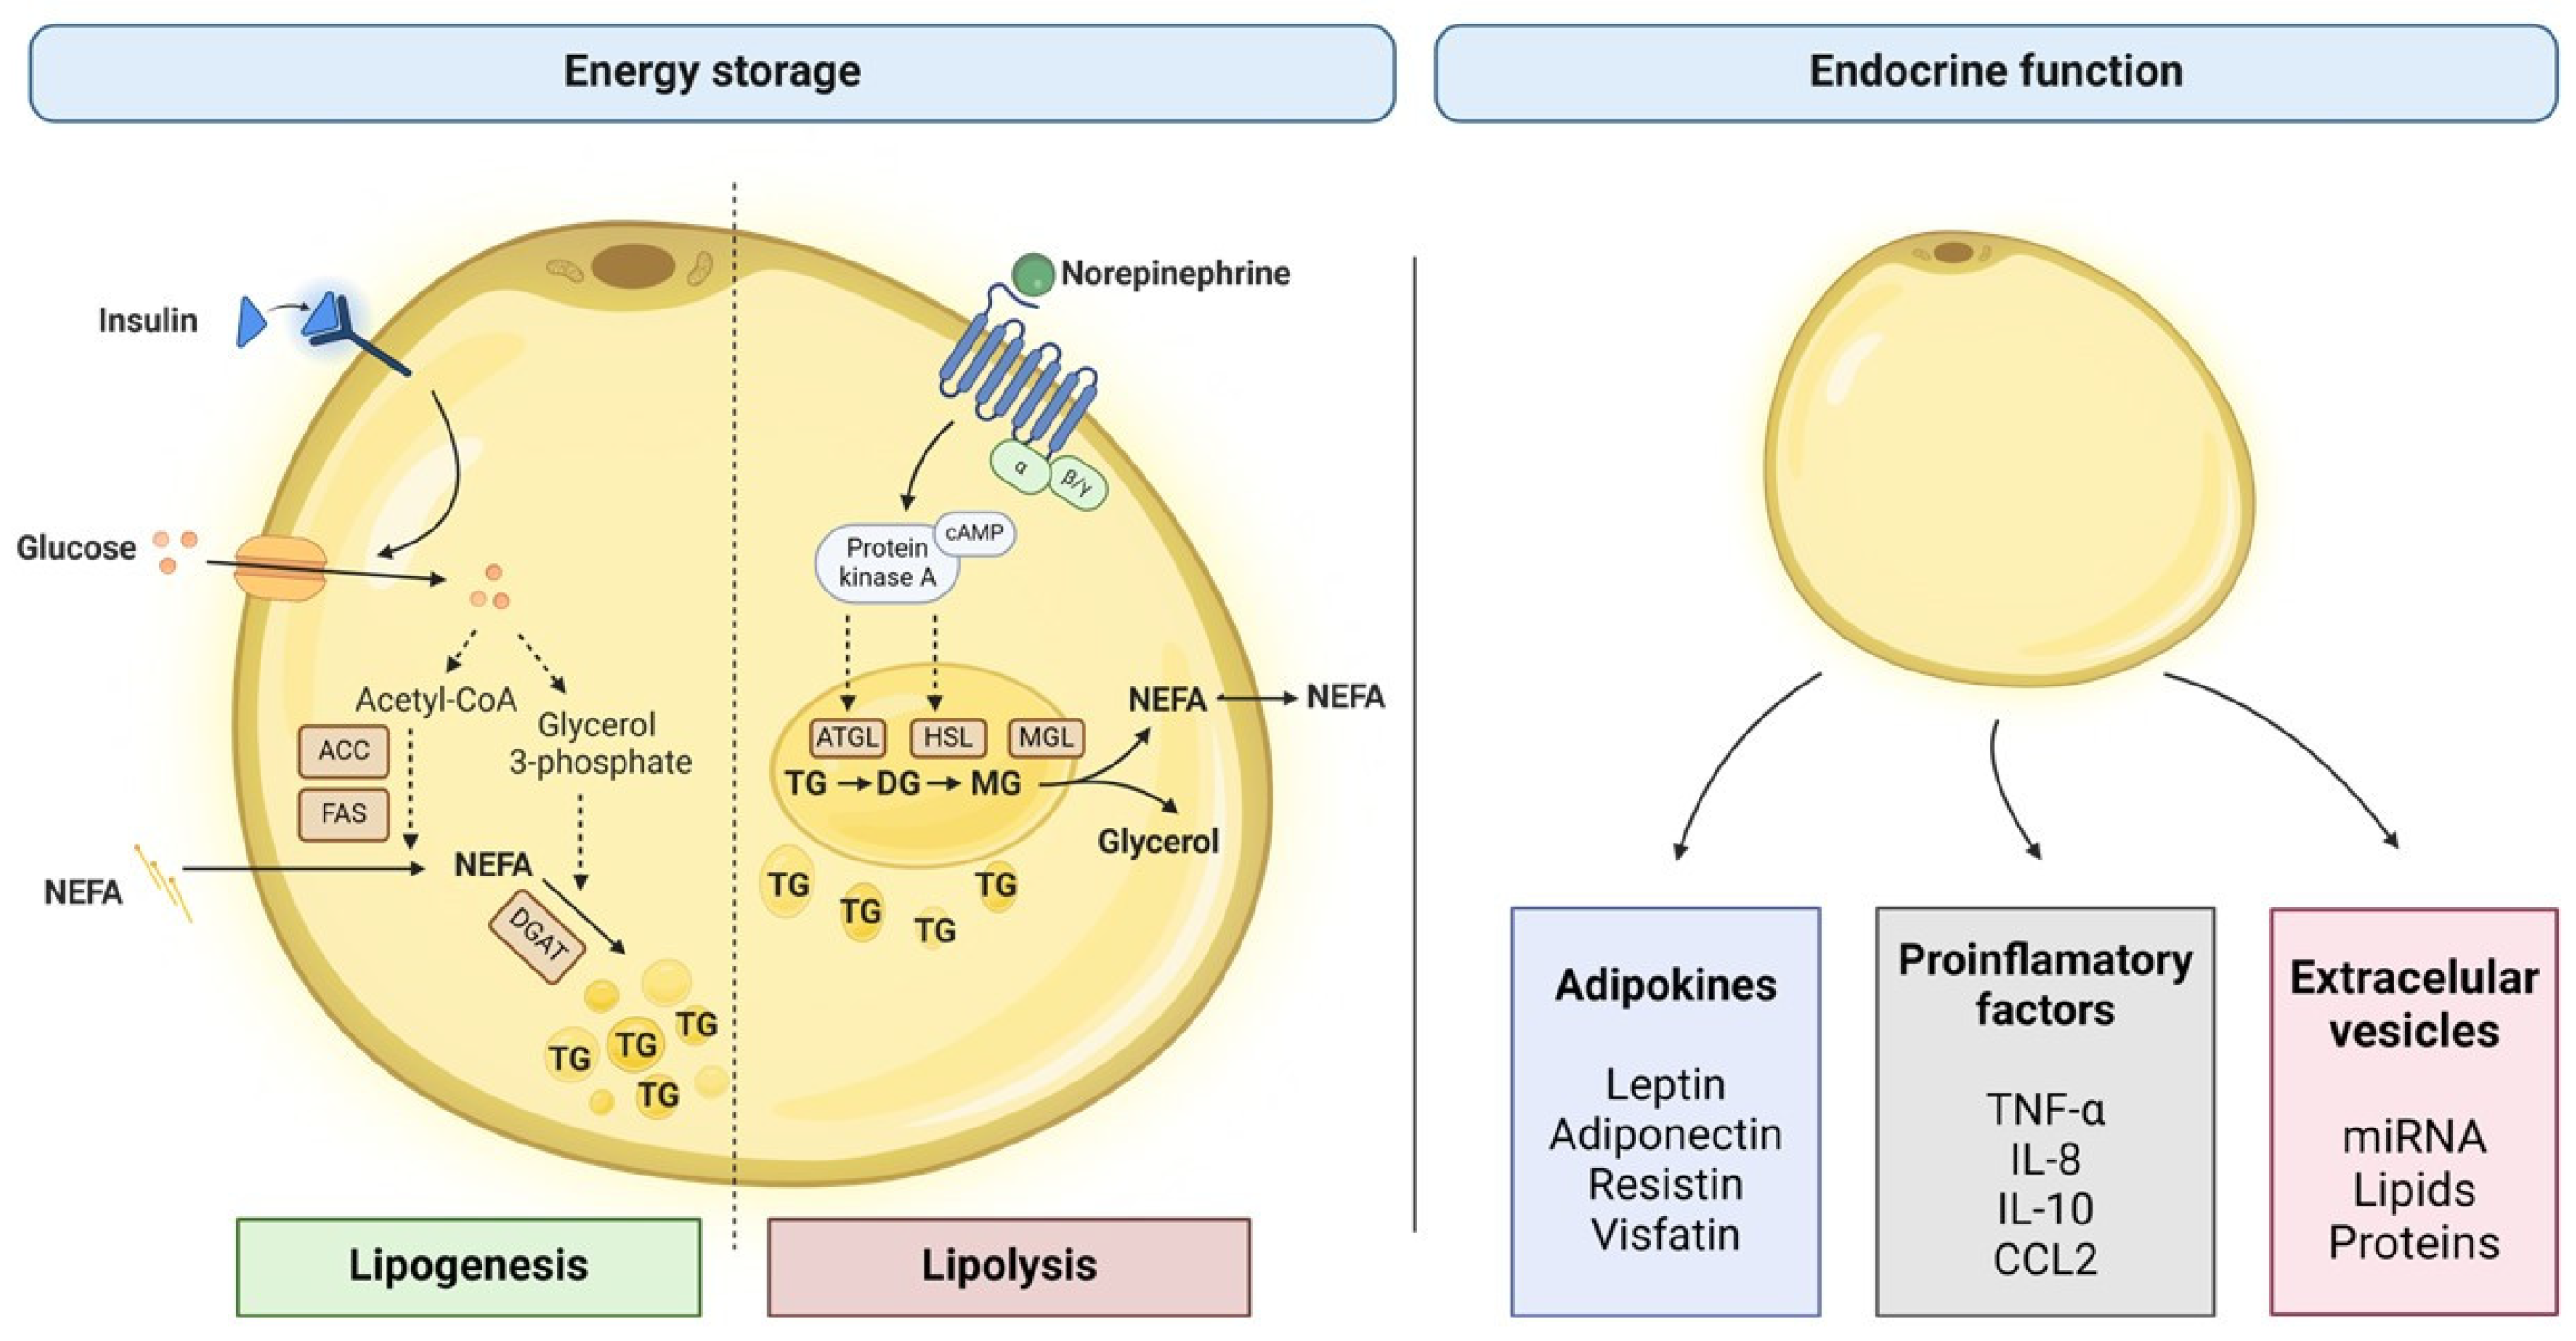 Energy storage
Endocrine function
Insulin
Norepinephrine
α
β/γ
Glucose
cAMP
Protein
kinase A
Acetyl-CoA
Glycerol
3-phosphate
ACC
FAS
NEFA
NEFA
DGAT
TG
TG
TG
TG
ATGL
HSL
MGL
TG
DG
MG
NEFA
NEFA
Glycerol
TG
TG
TG
TG
Lipogenesis
Lipolysis
Adipokines
Leptin
Adiponectin
Resistin
Visfatin
Proinflamatory
factors
TNF-α
IL-8
IL-10
CCL2
Extracelular
vesicles
miRNA
Lipids
Proteins